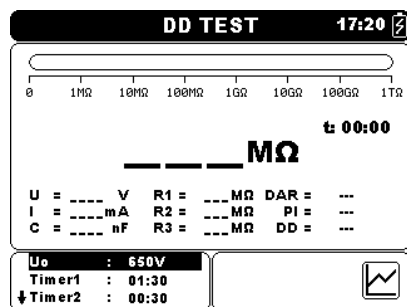 DD TEST 17:20
0 1MΩ 10MΩ 100MΩ 1GΩ 10GΩ 100GΩ 1TΩ
t: 00:00
_ _ _MΩ
U = ____ V R1 = ___MΩ DAR = ---
I = ____mA R2 = ___MΩ PI = ---
C = ____ nF R3 = ___MΩ DD = ---
Uo : 650V
Timer1 : 01:30
Timer2 : 00:30